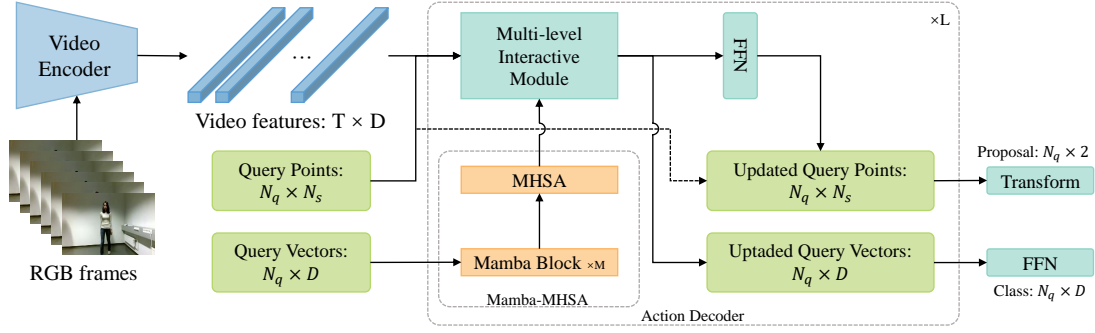 Video
Encoder
…
Video features: T × D
RGB frames
Query Points:
N_q × N_s
Query Vectors:
N_q × D
×L
Multi-level
Interactive
Module
FFN
MHSA
Mamba Block ×M
Mamba-MHSA
Updated Query Points:
N_q × N_s
Uptaded Query Vectors:
N_q × D
Action Decoder
Proposal: N_q × 2
Transform
FFN
Class: N_q × D